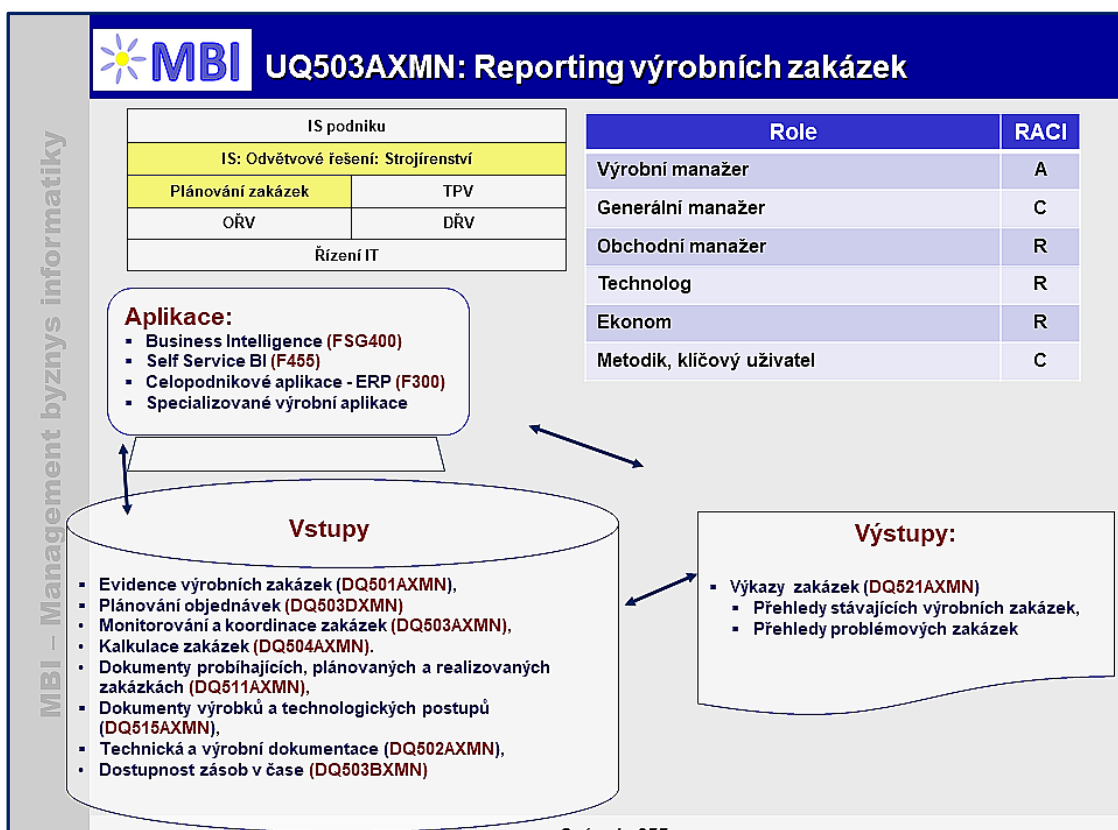 MBI
UQ503AXMN: Reporting výrobních zakázek
MBI – Management byznys informatiky
IS podniku
IS: Odvětvové řešení: Strojírenství
Plánování zakázek
TPV
OŘV
DŘV
Řízení IT
Role RACI
Výrobní manažer A
Generální manažer C
Obchodní manažer R
Technolog R
Ekonom R
Metodik, klíčový uživatel C
Aplikace:
▪ Business Intelligence (FSG400)
▪ Self Service BI (F455)
▪ Celopodnikové aplikace - ERP (F300)
▪ Specializované výrobní aplikace
Vstupy
▪ Evidence výrobních zakázek (DQ501AXMN),
▪ Plánování objednávek (DQ503DXMN)
• Monitorování a koordinace zakázek (DQ503AXMN),
• Kalkulace zakázek (DQ504AXMN).
▪ Dokumenty probíhajících, plánovaných a realizovaných
zakázkách (DQ511AXMN),
▪ Dokumenty výrobků a technologických postupů
(DQ515AXMN),
▪ Technická a výrobní dokumentace (DQ502AXMN),
• Dostupnost zásob v čase (DQ503BXMN)
Výstupy:
▪ Výkazy zakázek (DQ521AXMN)
▪ Přehledy stávajících výrobních zakázek,
▪ Přehledy problémových zakázek